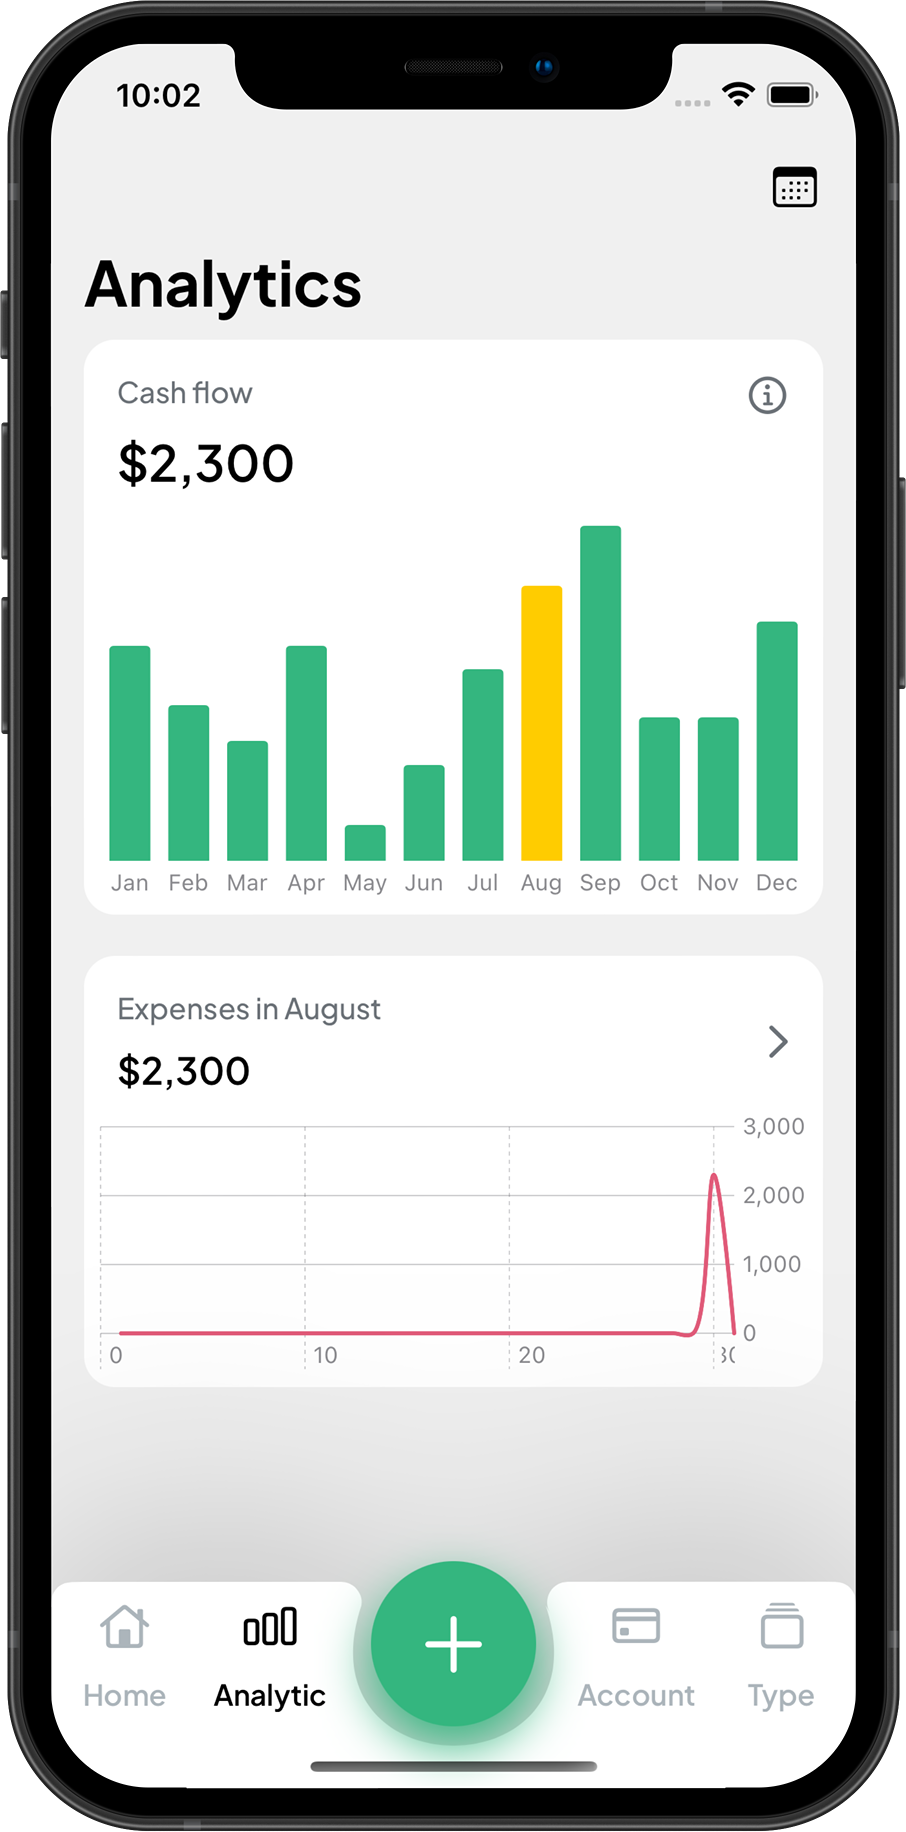 10:02
Analytics
Cash flow
$2,300
Jan Feb Mar Apr May Jun Jul Aug Sep Oct Nov Dec
Expenses in August
$2,300
3,000
2,000
1,000
0
0 10 20 30
Home Analytic Account Type